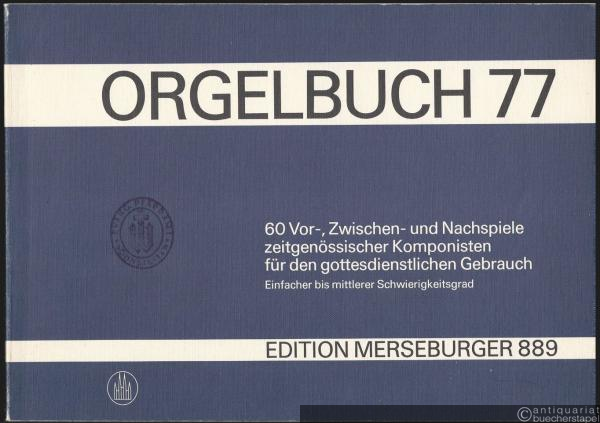 ORGELBUCH 77
60 Vor-, Zwischen- und Nachspiele
zeitgenössischer Komponisten
für den gottesdienstlichen Gebrauch
Einfacher bis mittlerer Schwierigkeitsgrad
EDITION MERSEBURGER 889
© antiquariat
buecherstapel